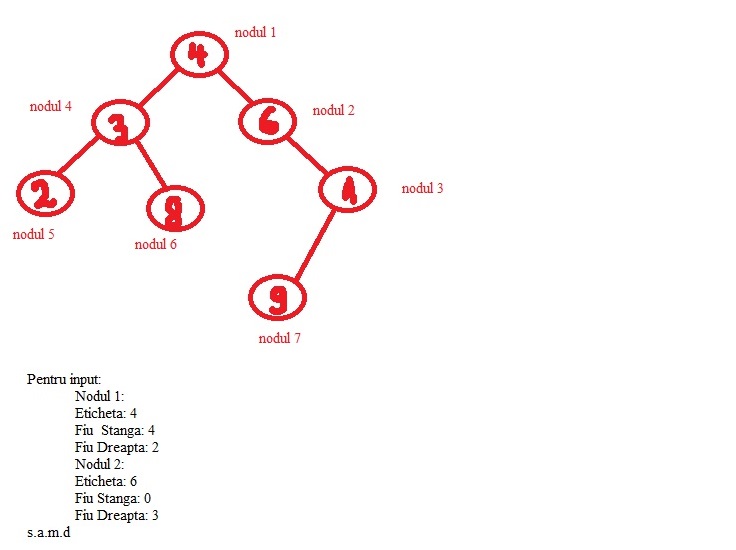 nodul 1
4
nodul 4
3
6
nodul 2
2
8
1
nodul 3
nodul 5
nodul 6
9
nodul 7
Pentru input:
Nodul 1:
Eticheta: 4
Fiu Stanga: 4
Fiu Dreapta: 2
Nodul 2:
Eticheta: 6
Fiu Stanga: 0
Fiu Dreapta: 3
s.a.m.d